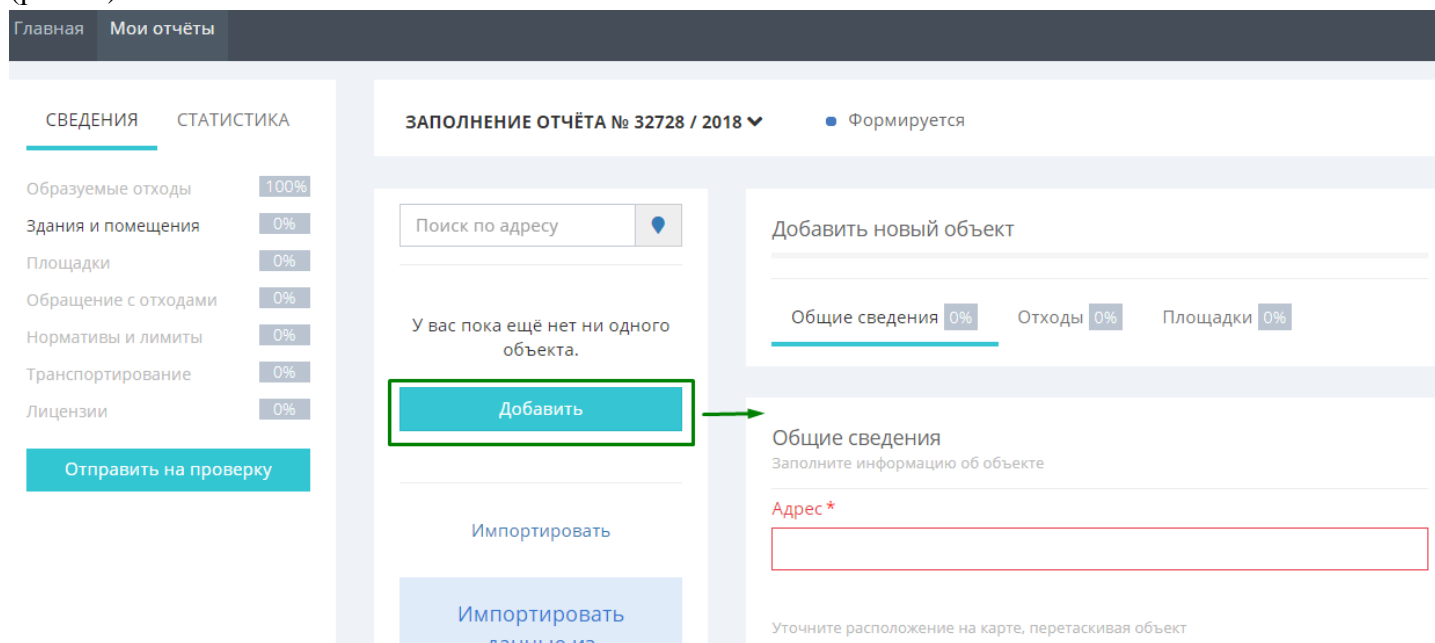 Главная Мои отчёты
СВЕДЕНИЯ СТАТИСТИКА
Образуемые отходы 100%
Здания и помещения 0%
Площадки 0%
Обращение с отходами 0%
Нормативы и лимиты 0%
Транспортирование 0%
Лицензии 0%
Отправить на проверку
ЗАПОЛНЕНИЕ ОТЧЁТА № 32728 / 2018 Формируется
Поиск по адресу
У вас пока ещё нет ни одного
объекта.
Добавить
Импортировать
Импортировать
данные из
Добавить новый объект
Общие сведения 0% Отходы 0% Площадки 0%
Общие сведения
Заполните информацию об объекте
Адрес *
Уточните расположение на карте, перетаскивая объект